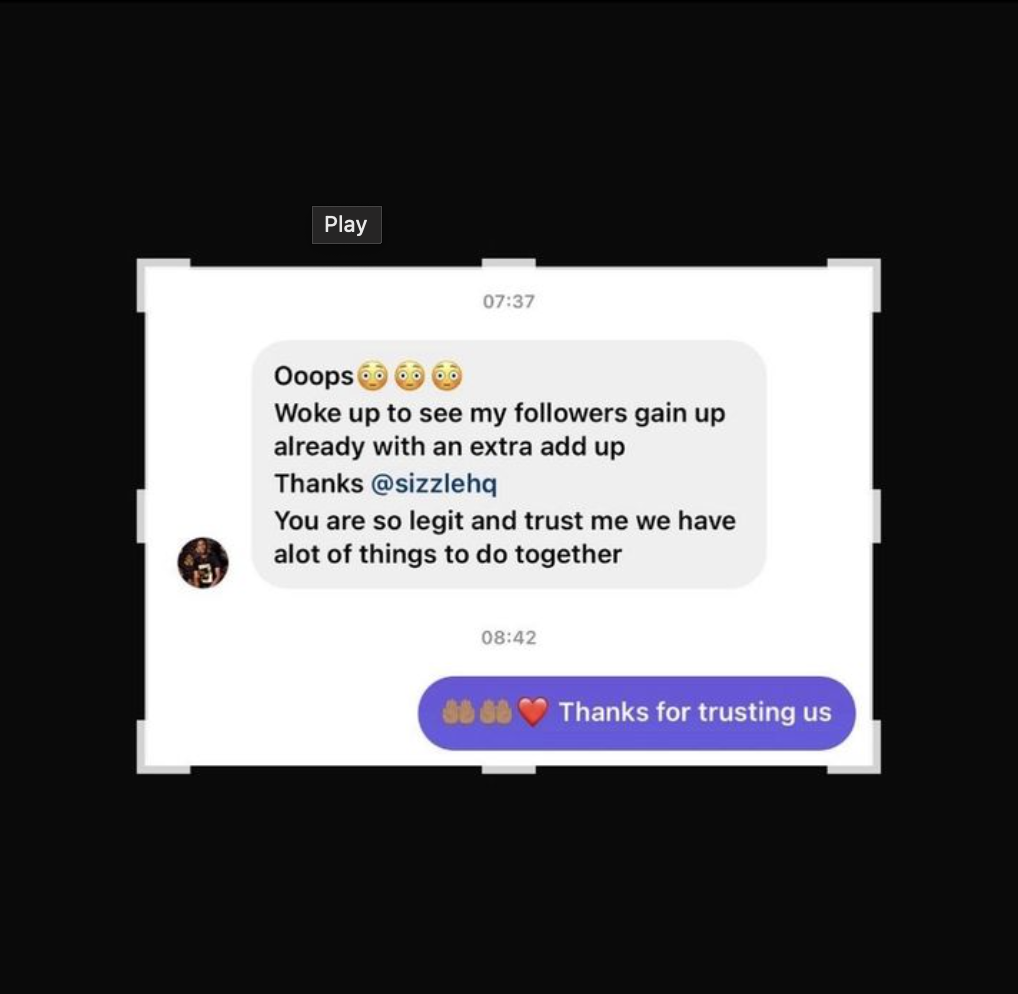 Play
07:37
Ooops😳😳😳
Woke up to see my followers gain up
already with an extra add up
Thanks @sizzlehq
You are so legit and trust me we have
alot of things to do together
08:42
🤲🏽🤲🏽❤️ Thanks for trusting us